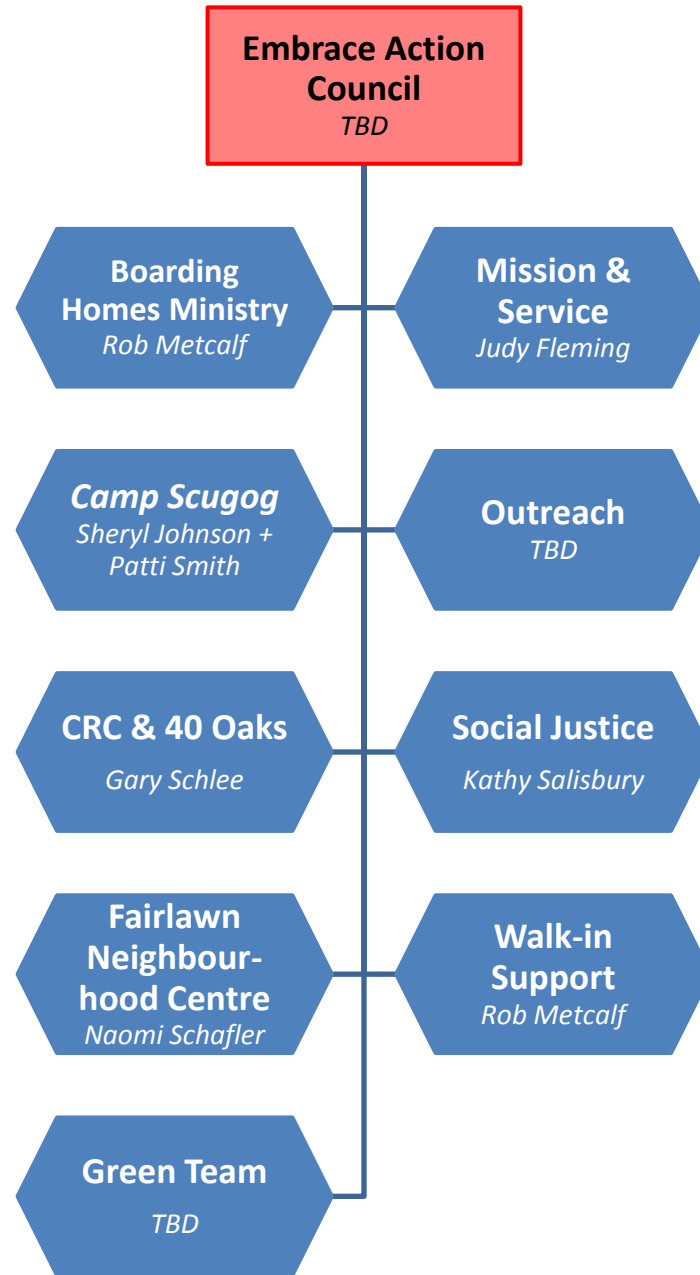 Embrace Action
Council
TBD
Boarding
Homes Ministry
Rob Metcalf
Mission &
Service
Judy Fleming
Camp Scugog
Sheryl Johnson +
Patti Smith
Outreach
TBD
CRC & 40 Oaks
Gary Schlee
Social Justice
Kathy Salisbury
Fairlawn
Neighbour-
hood Centre
Naomi Schafler
Walk-in
Support
Rob Metcalf
Green Team
TBD